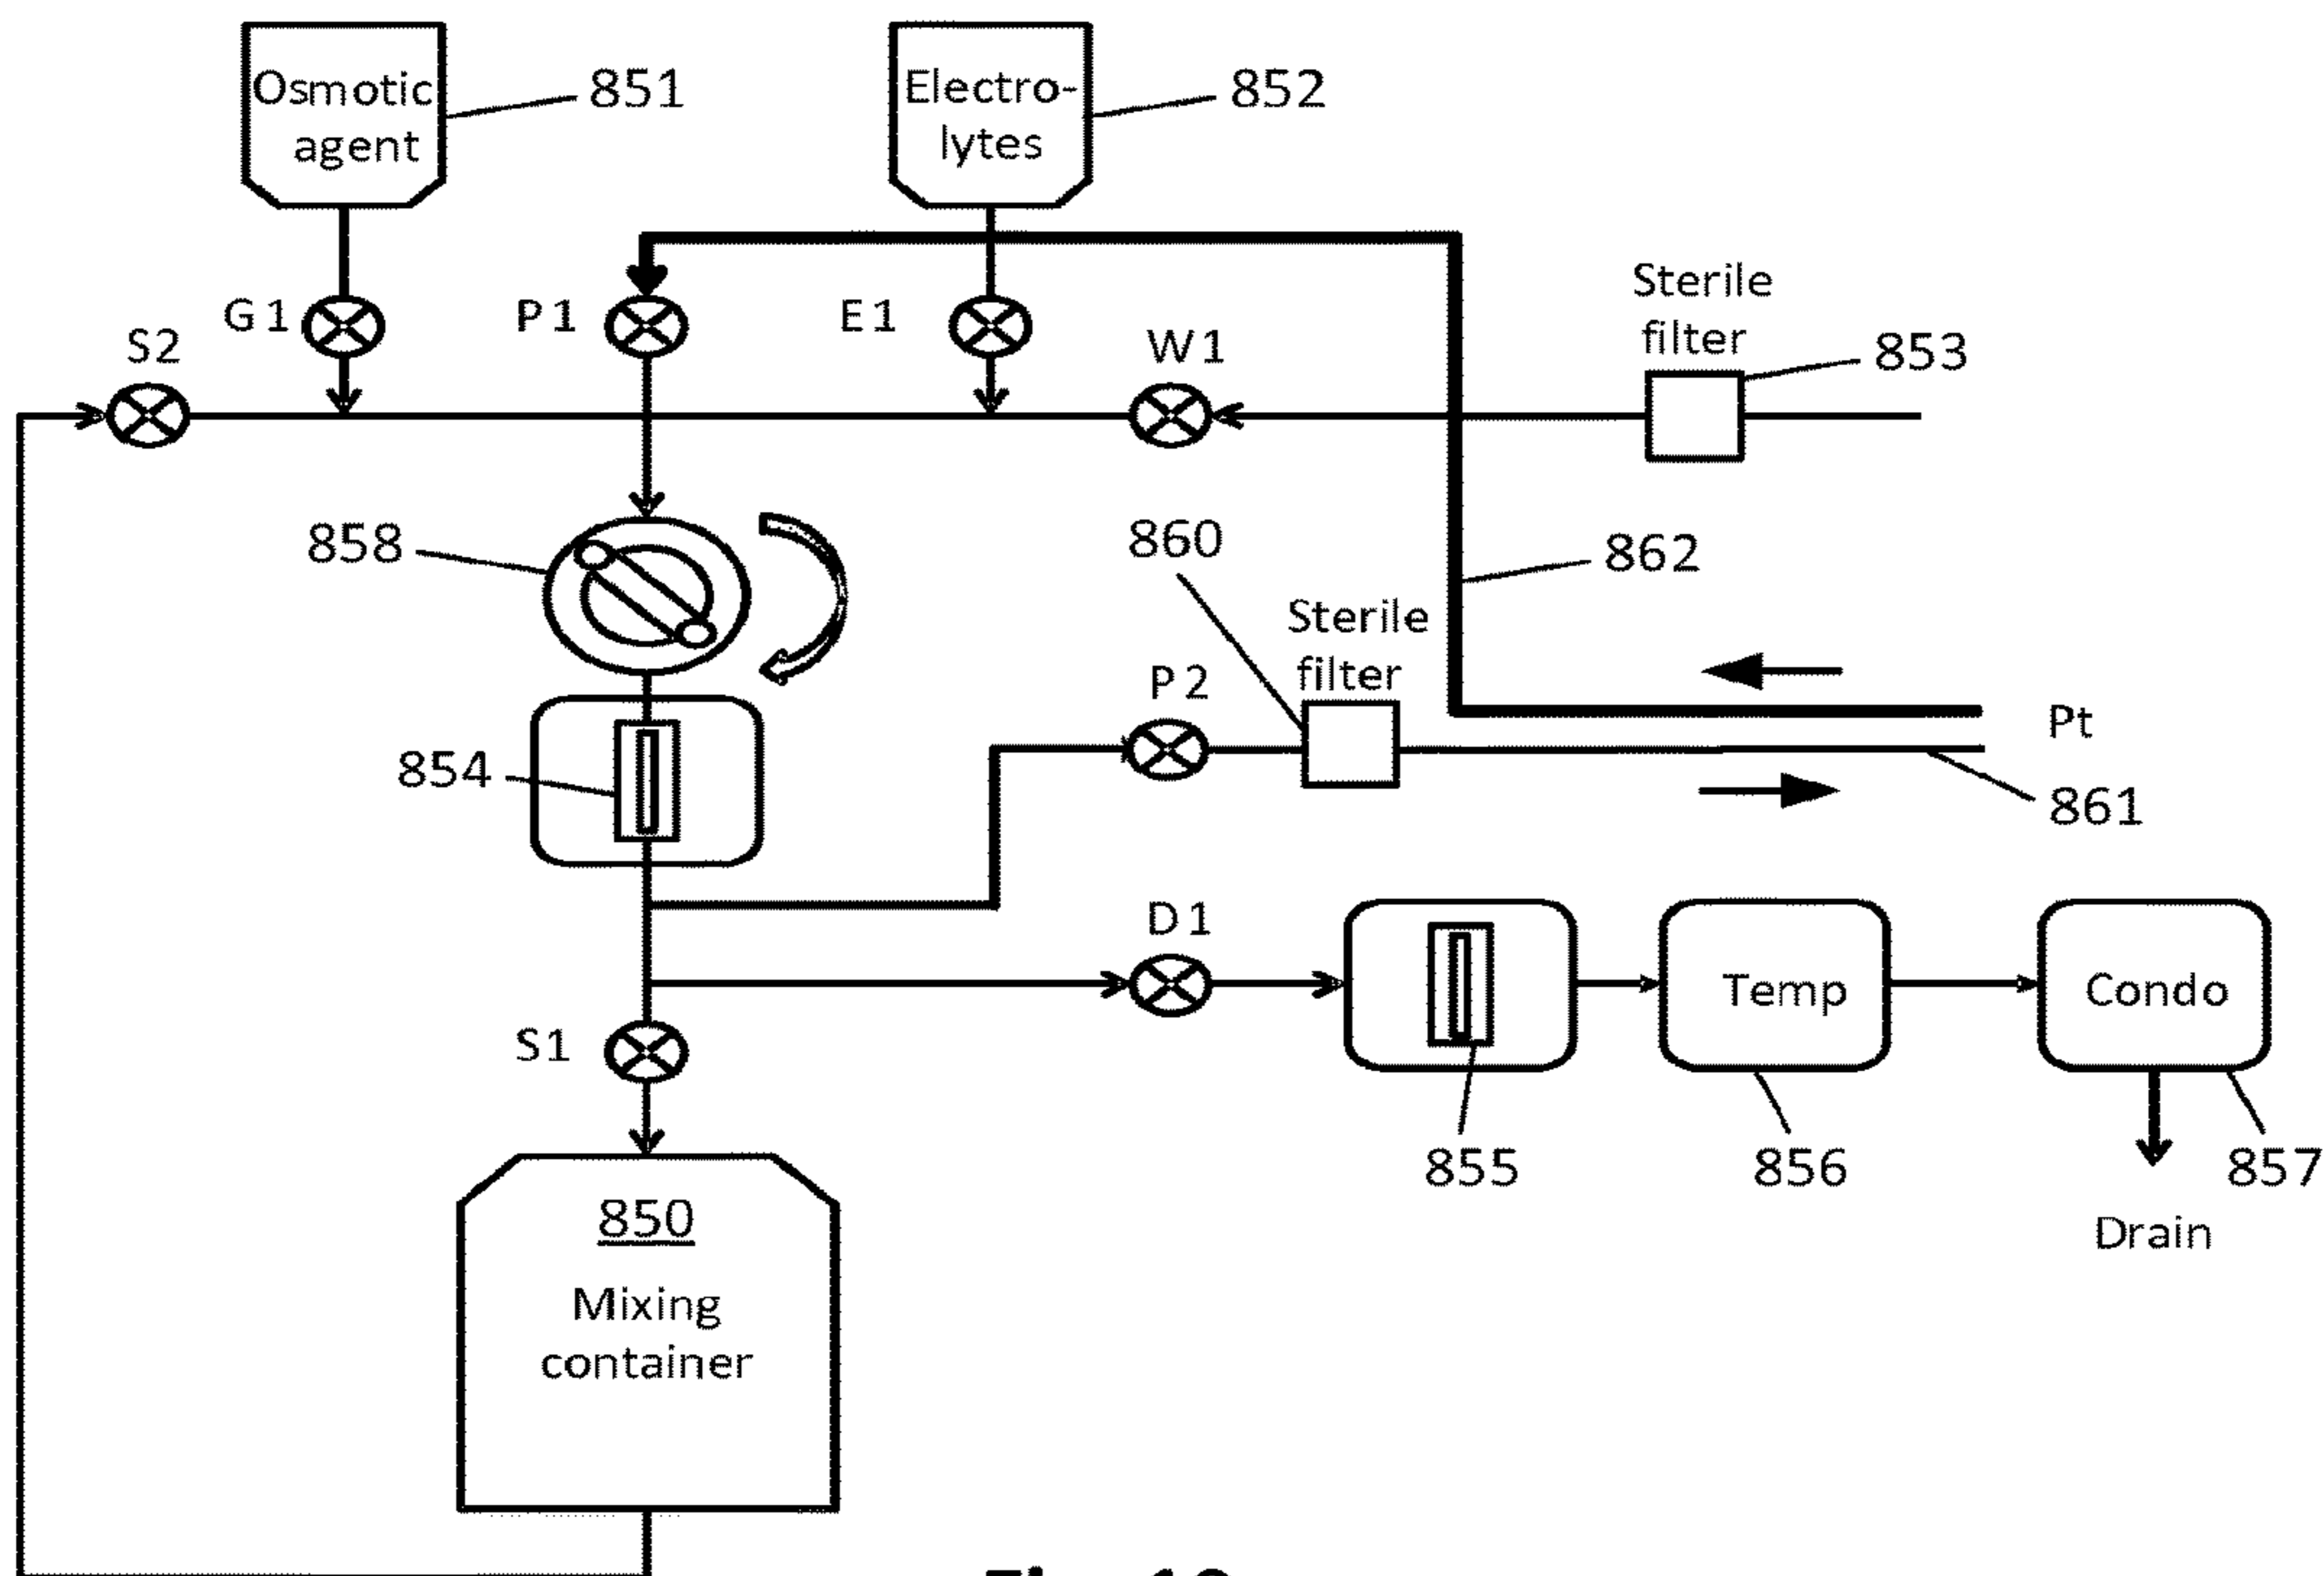 Osmotic
agent
851
Electro-
lytes
852
G1
P1
E1
S2
W1
Sterile
filter
853
858
860
862
Sterile
filter
P2
Pt
854
861
D1
Temp
Condo
S1
855
856
857
850
Drain
Mixing
container